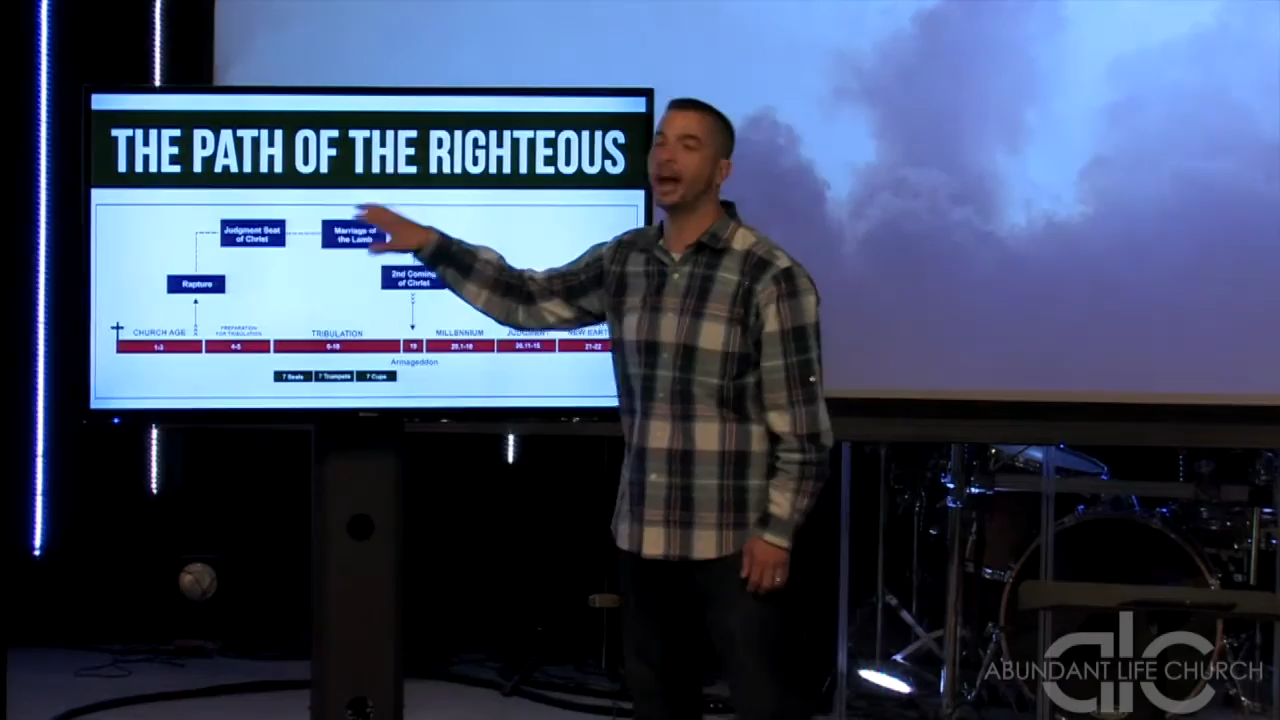 THE PATH OF THE RIGHTEOUS
Judgment Seat
of Christ
Marriage of
the Lamb
Rapture
2nd Coming
of Christ
CHURCH AGE
PREPARATION
FOR TRIBULATION
TRIBULATION
MILLENNIUM
JUDGMENT
NEW EARTH
1-3
4-5
6-18
19
20.1-10
20.11-15
21-22
Armageddon
7 Seals
7 Trumpets
7 Cups
alc
ABUNDANT LIFE CHURCH